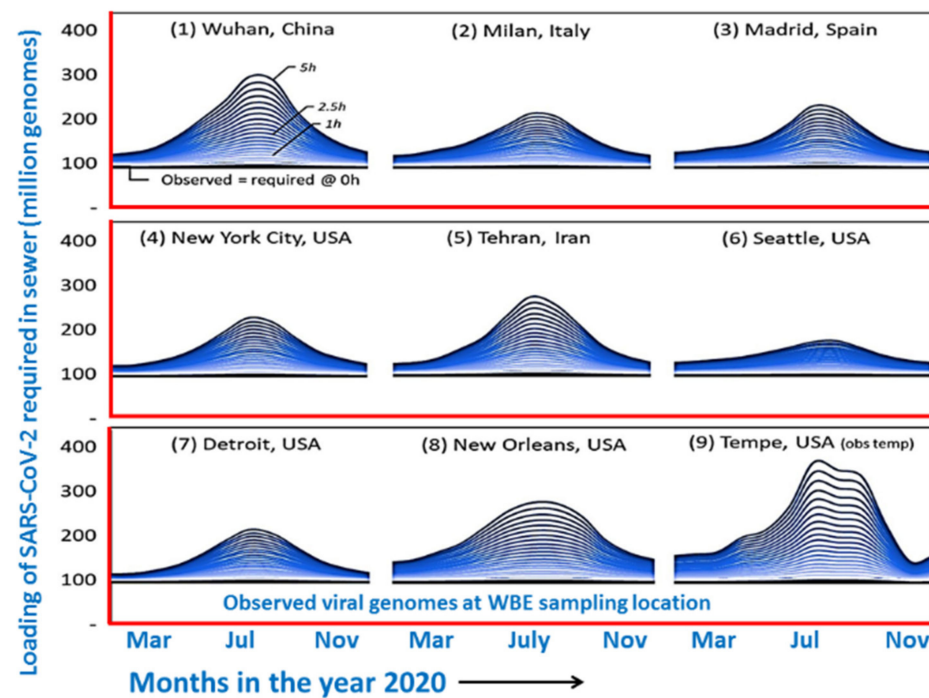 Loading of SARS-CoV-2 required in sewer (million genomes)
400
300
200
100
-
(1) Wuhan, China
5h
2.5h
1h
Observed = required @ 0h
(2) Milan, Italy
(3) Madrid, Spain
400
300
200
100
-
(4) New York City, USA
(5) Tehran, Iran
(6) Seattle, USA
400
300
200
100
-
(7) Detroit, USA
(8) New Orleans, USA
(9) Tempe, USA (obs temp)
Observed viral genomes at WBE sampling location
Mar Jul Nov
Mar July Nov
Mar Jul Nov
Months in the year 2020